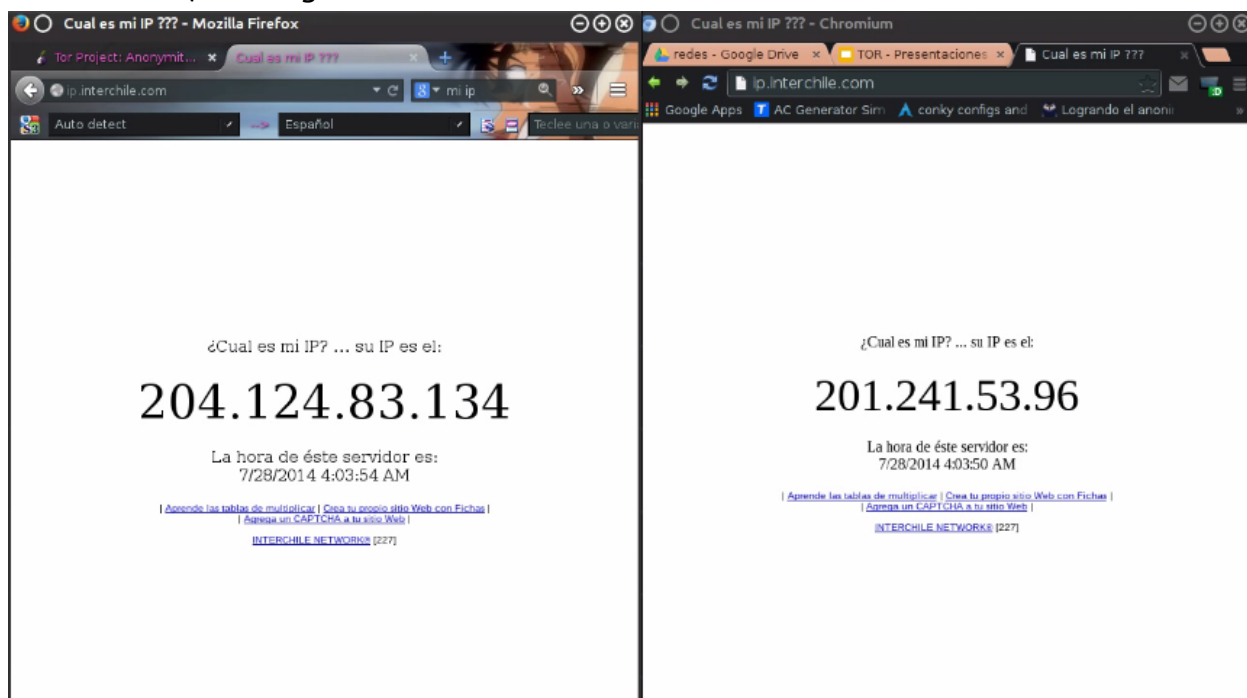 Cual es mi IP ??? - Mozilla Firefox
Tor Project: Anonymit...
Cual es mi IP ???
ip.interchile.com
mi ip
Auto detect
Español
Teclee una o vari
¿Cual es mi IP? ... su IP es el:
204.124.83.134
La hora de éste servidor es:
7/28/2014 4:03:54 AM
| Aprende las tablas de multiplicar | Crea tu propio sitio Web con Fichas |
| Agrega un CAPTCHA a tu sitio Web |
INTERCHILE NETWORK® [227]
Cual es mi IP ??? - Chromium
redes - Google Drive
TOR - Presentaciones
Cual es mi IP ???
ip.interchile.com
Google Apps
AC Generator Sim
conky configs and
Logrando el anoni
¿Cual es mi IP? ... su IP es el:
201.241.53.96
La hora de éste servidor es:
7/28/2014 4:03:50 AM
| Aprende las tablas de multiplicar | Crea tu propio sitio Web con Fichas |
| Agrega un CAPTCHA a tu sitio Web |
INTERCHILE NETWORK® [227]